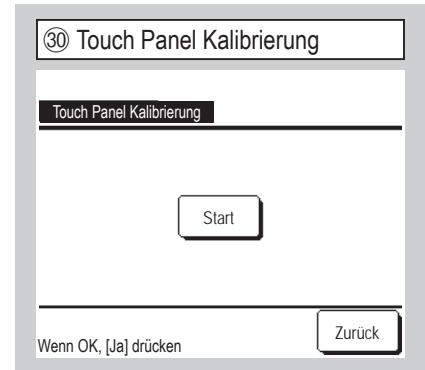 ㉚ Touch Panel Kalibrierung
Touch Panel Kalibrierung
Start
Zurück
Wenn OK, [Ja] drücken